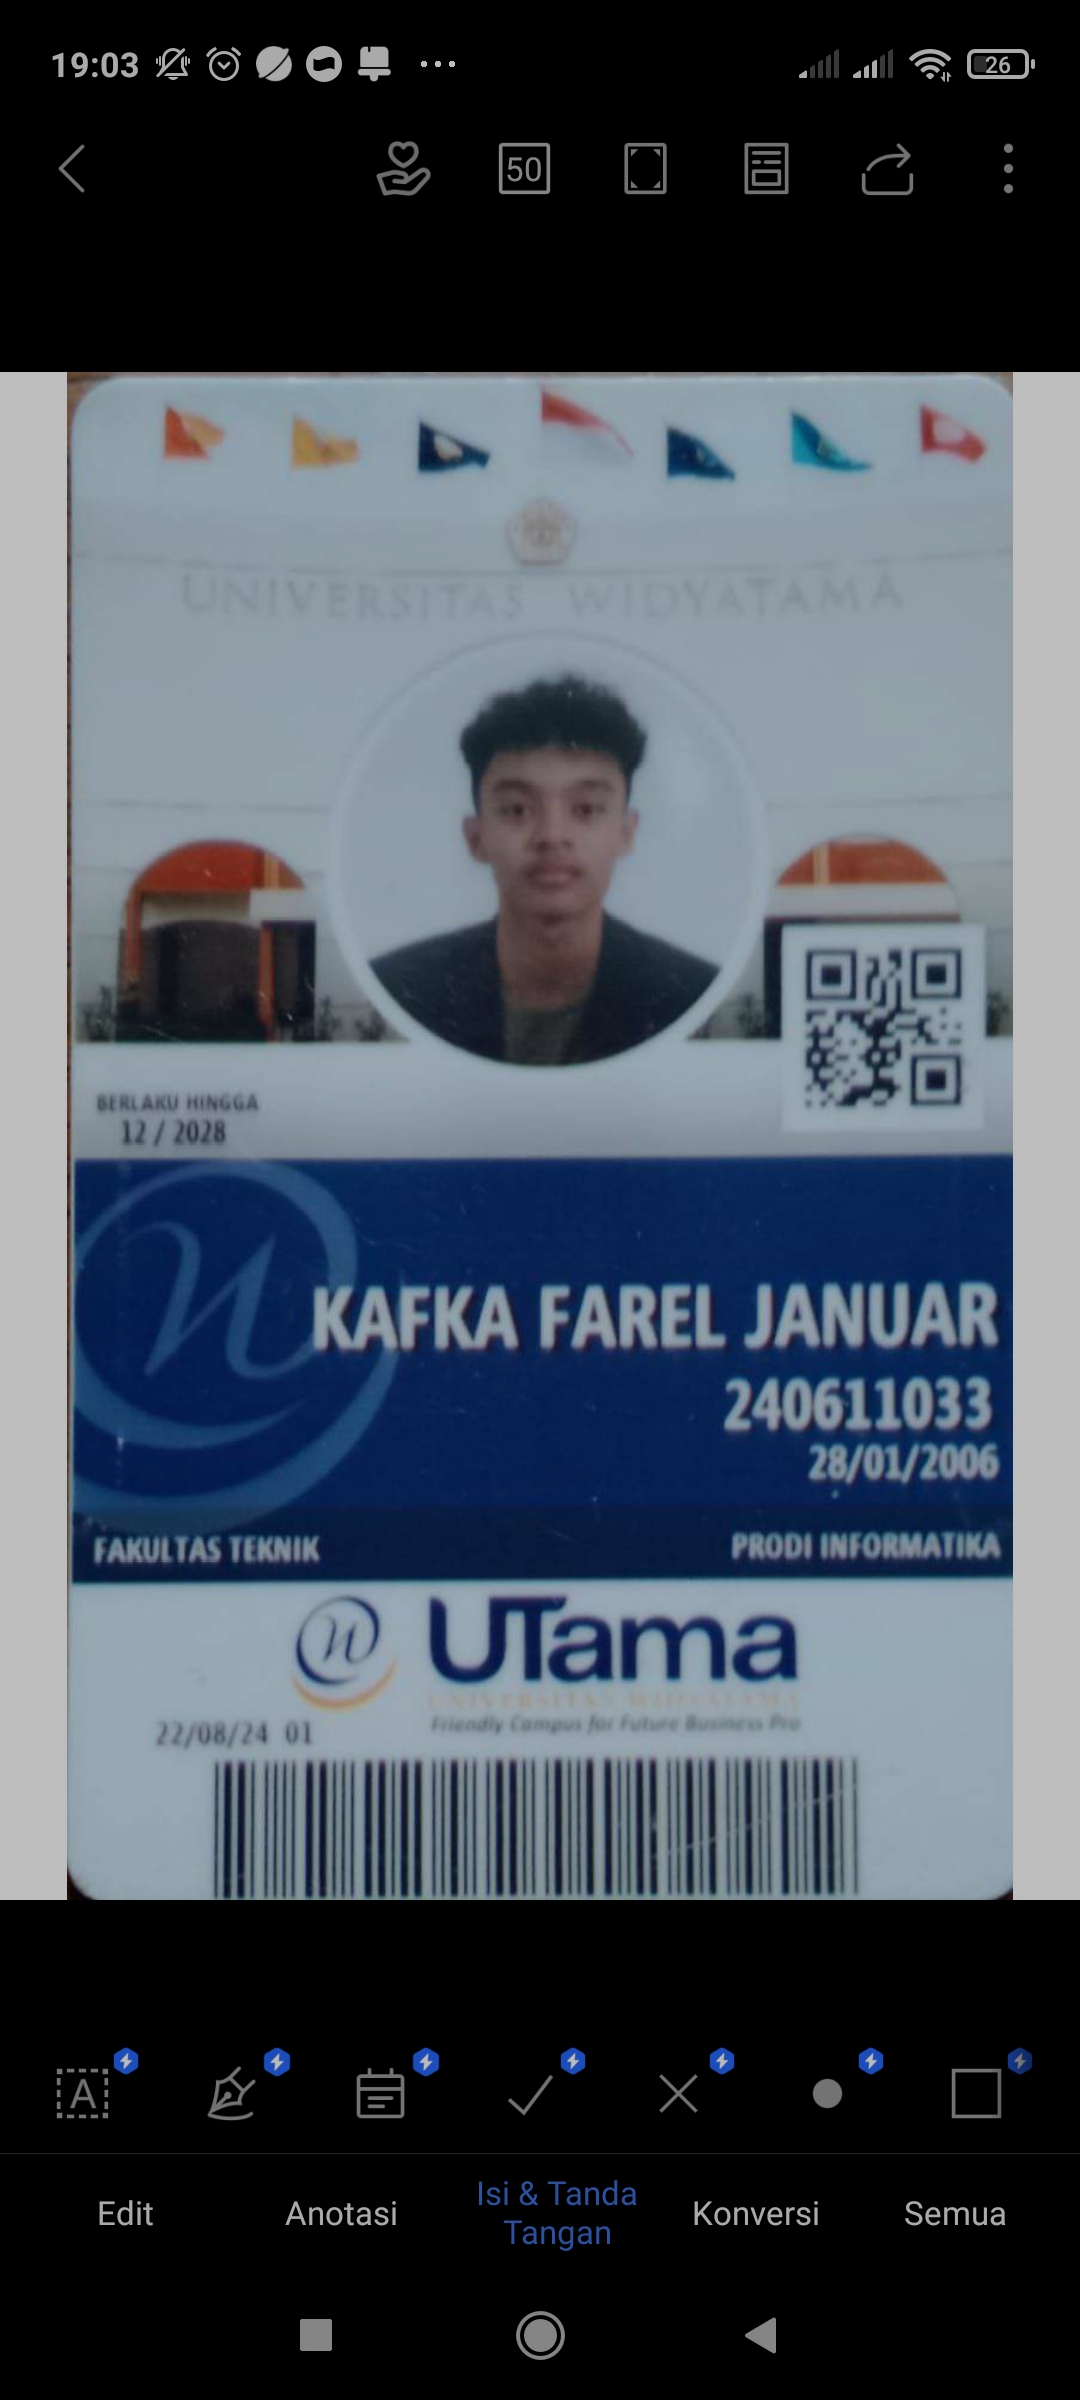 19:03
26
50
UNIVERSITAS WIDYATAMA
BERLAKU HINGGA
12 / 2028
KAFKA FAREL JANUAR
240611033
28/01/2006
FAKULTAS TEKNIK
PRODI INFORMATIKA
UTama
UNIVERSITAS WIDYATAMA
Friendly Campus for Future Business Pro
22/08/24 01
A
Edit
Anotasi
Isi & Tanda Tangan
Konversi
Semua